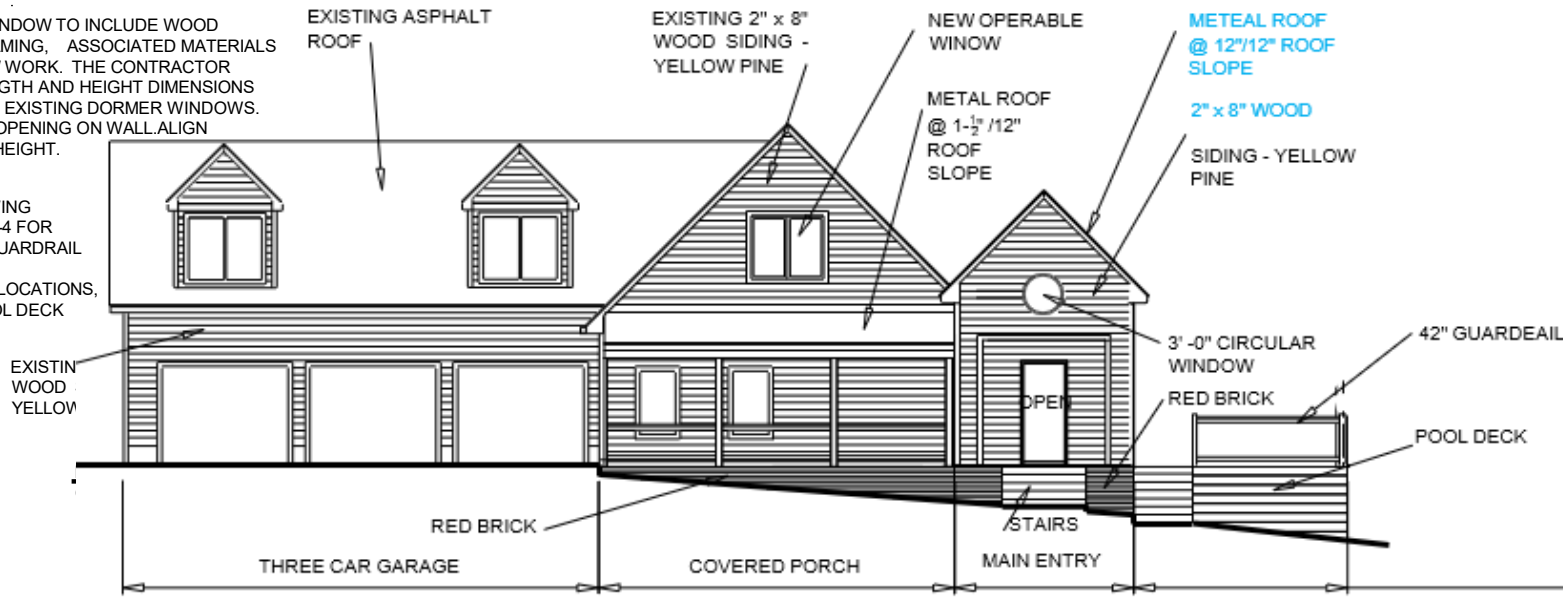 NDOW TO INCLUDE WOOD
AMING, ASSOCIATED MATERIALS
WORK. THE CONTRACTOR
GTH AND HEIGHT DIMENSIONS
EXISTING DORMER WINDOWS.
OPENING ON WALL.ALIGN
HEIGHT.
TING
-4 FOR
UARDRAIL
LOCATIONS,
OL DECK
EXISTIN
WOOD
YELLOW
EXISTING ASPHALT
ROOF
EXISTING 2" x 8"
WOOD SIDING -
YELLOW PINE
NEW OPERABLE
WINOW
METAL ROOF
@ 1-½" /12"
ROOF
SLOPE
METEAL ROOF
@ 12"/12" ROOF
SLOPE
2" x 8" WOOD
SIDING - YELLOW
PINE
3' -0" CIRCULAR
WINDOW
42" GUARDEAIL
RED BRICK
POOL DECK
OPEN
RED BRICK
STAIRS
THREE CAR GARAGE
COVERED PORCH
MAIN ENTRY